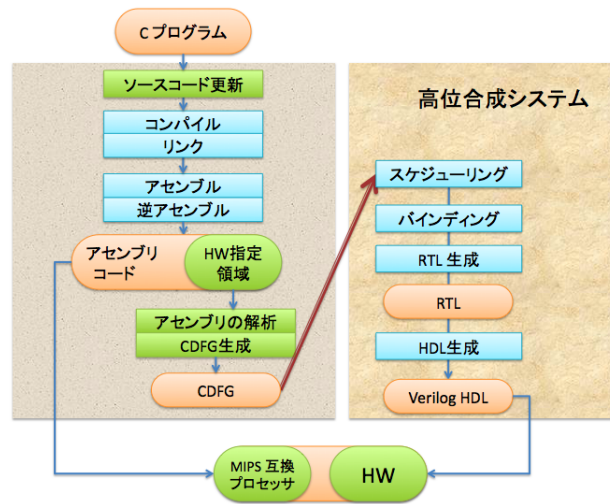 C プログラム
ソースコード更新
コンパイル
リンク
アセンブル
逆アセンブル
アセンブリ
コード
HW指定
領域
アセンブリの解析
CDFG生成
CDFG
高位合成システム
スケジューリング
バインディング
RTL 生成
RTL
HDL生成
Verilog HDL
MIPS 互換
プロセッサ
HW